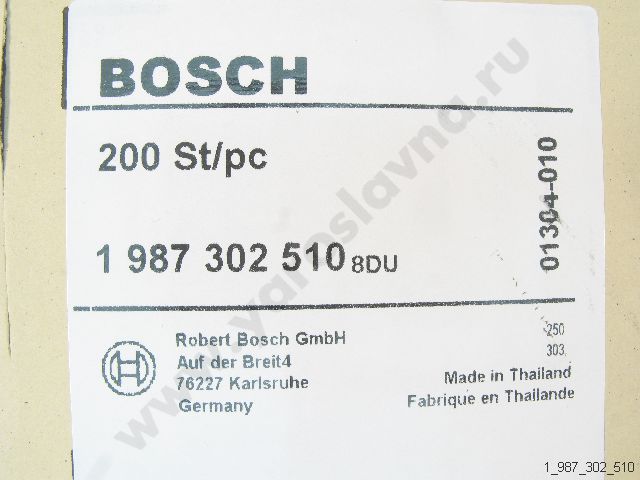 BOSCH
200 St/pc
01304-010
1 987 302 510 8DU
Robert Bosch GmbH
Auf der Breit4
76227 Karlsruhe
Germany
250
303
Made in Thailand
Fabrique en Thailande
www.yaroslavna.ru
1_987_302_510